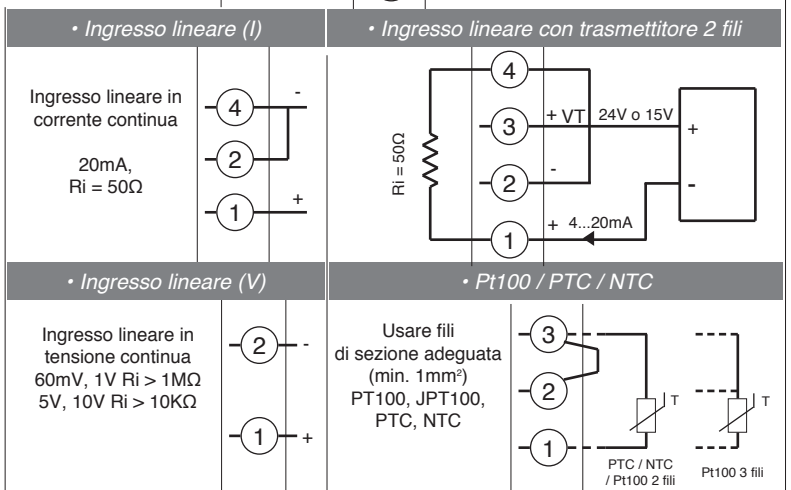 • Ingresso lineare (I)
• Ingresso lineare con trasmettitore 2 fili
Ingresso lineare in
corrente continua
20mA,
Ri = 50Ω
4
-
2
1
+
Ri = 50Ω
4
3
+ VT
24V o 15V
+
2
-
-
1
+ 4...20mA
• Ingresso lineare (V)
• Pt100 / PTC / NTC
Ingresso lineare in
tensione continua
60mV, 1V Ri > 1MΩ
5V, 10V Ri > 10KΩ
2
-
1
+
Usare fili
di sezione adeguata
(min. 1mm²)
PT100, JPT100,
PTC, NTC
3
2
1
T
T
PTC / NTC
/ Pt100 2 fili
Pt100 3 fili